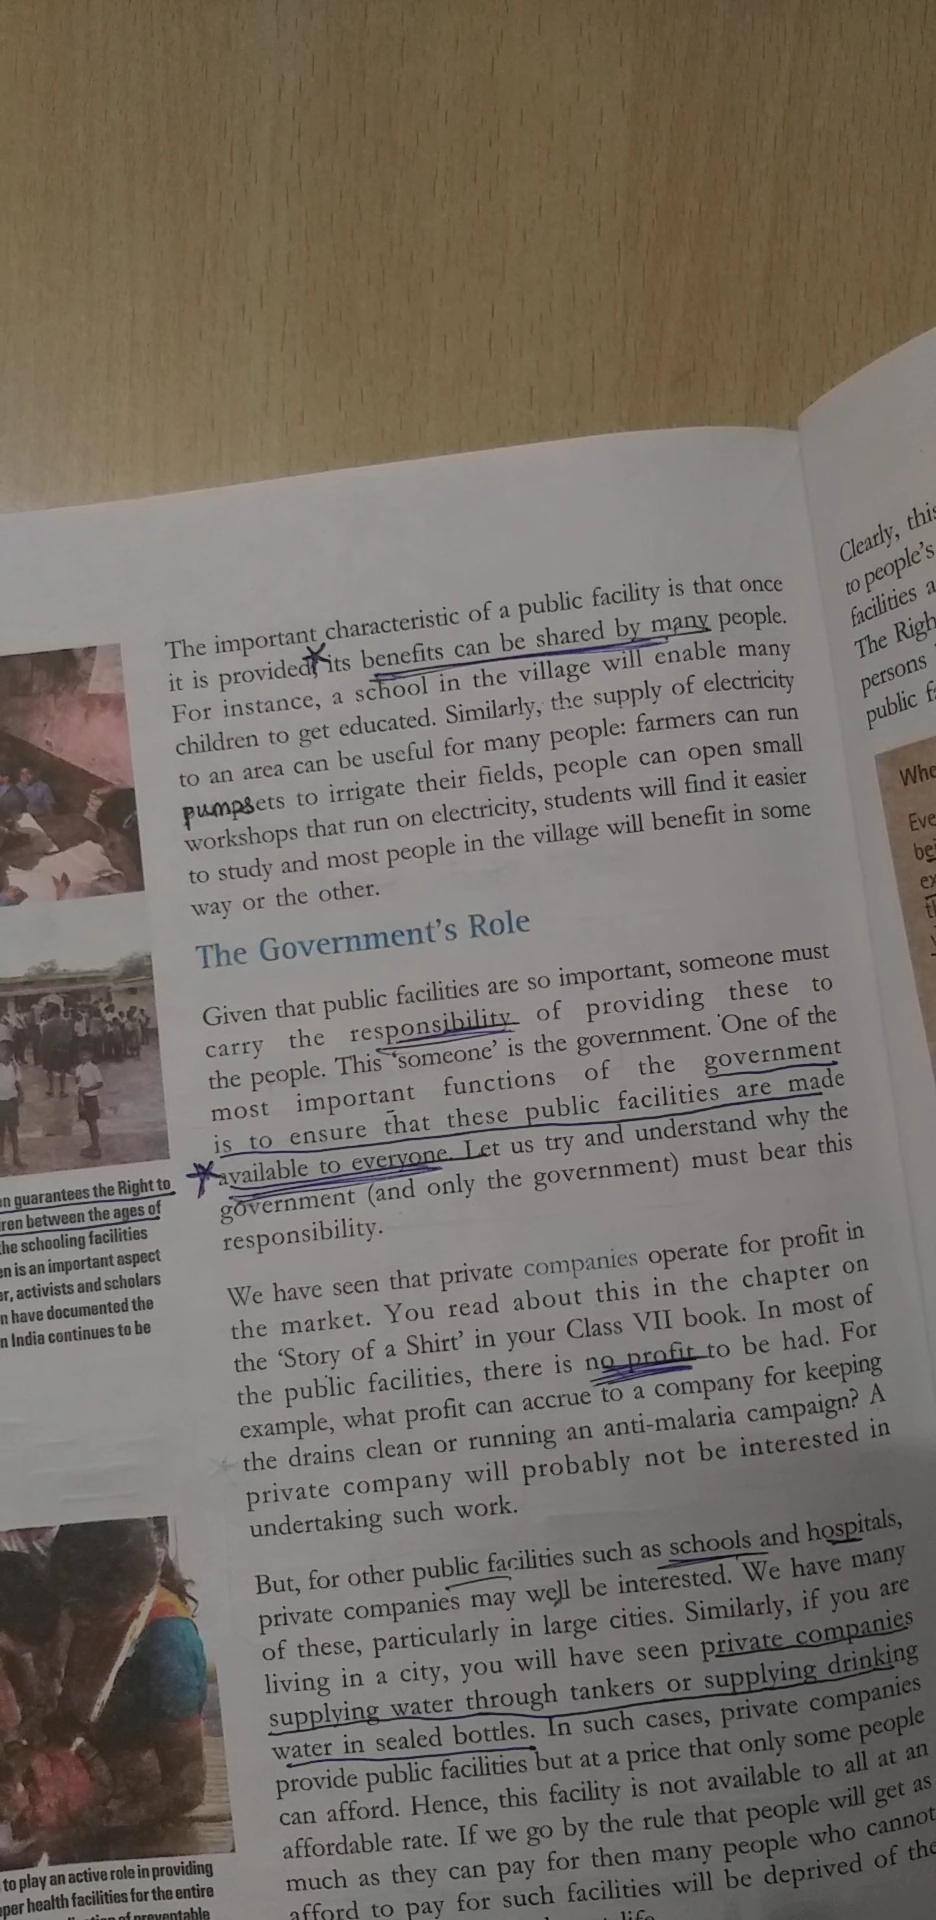 The important characteristic of a public facility is that once
it is provided, its benefits can be shared by many people.
For instance, a school in the village will enable many
children to get educated. Similarly, the supply of electricity
to an area can be useful for many people: farmers can run
pumpsets to irrigate their fields, people can open small
workshops that run on electricity, students will find it easier
to study and most people in the village will benefit in some
way or the other.
The Government's Role
Given that public facilities are so important, someone must
carry the responsibility of providing these to
the people. This 'someone' is the government. One of the
most important functions of the government
is to ensure that these public facilities are made
available to everyone. Let us try and understand why the
government (and only the government) must bear this
responsibility.
We have seen that private companies operate for profit in
the market. You read about this in the chapter on
the 'Story of a Shirt' in your Class VII book. In most of
the public facilities, there is no profit to be had. For
example, what profit can accrue to a company for keeping
the drains clean or running an anti-malaria campaign? A
private company will probably not be interested in
undertaking such work.
But, for other public facilities such as schools and hospitals,
private companies may well be interested. We have many
of these, particularly in large cities. Similarly, if you are
living in a city, you will have seen private companies
supplying water through tankers or supplying drinking
water in sealed bottles. In such cases, private companies
provide public facilities but at a price that only some people
can afford. Hence, this facility is not available to all at an
affordable rate. If we go by the rule that people will get as
much as they can pay for then many people who cannot
afford to pay for such facilities will be deprived of the
life
guarantees the Right to
between the ages of
the schooling facilities
is an important aspect
activists and scholars
have documented the
India continues to be
to play an active role in providing
health facilities for the entire
of preventable
Clearly, this
to people's
facilities
The
persons
public